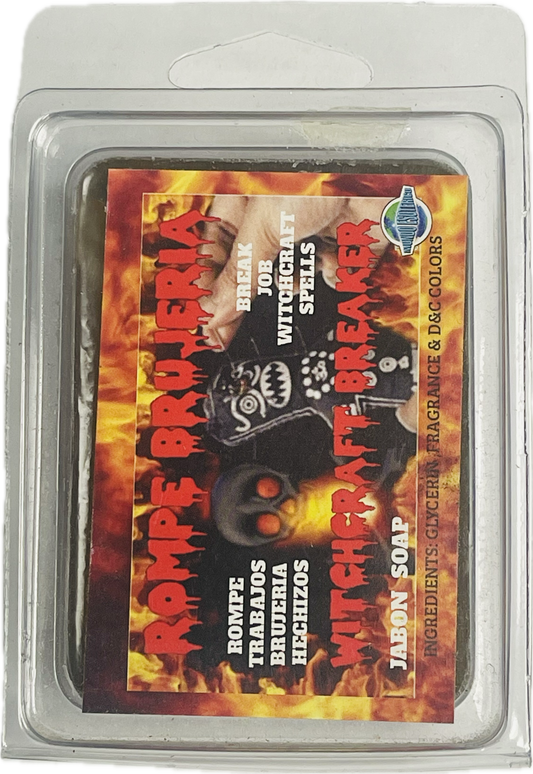 ROMPE BRUJERIA
BREAK
JOB
WITCHCRAFT
SPELLS
ROMPE
TRABAJOS
BRUJERIA
HECHIZOS
WITCHCRAFT BREAKER
JABON SOAP
INGREDIENTS: GLYCERIN, FRAGRANCE & D&C COLORS